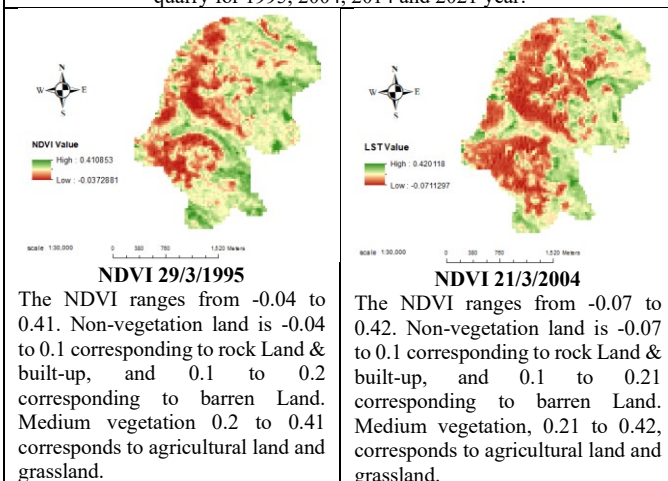 quarry for 1995, 2004, 2014 and 2021 year.
N
W E
S
NDVI Value
High : 0.410853
Low : -0.0372881
scale 1:30,000
0 380 760 1,520 Meters
NDVI 29/3/1995
The NDVI ranges from -0.04 to
0.41. Non-vegetation land is -0.04
to 0.1 corresponding to rock Land &
built-up, and 0.1 to 0.2
corresponding to barren Land.
Medium vegetation 0.2 to 0.41
corresponds to agricultural land and
grassland.
N
W E
S
LST Value
High : 0.420118
Low : -0.0711297
scale 1:30,000
0 380 760 1,520 Meters
NDVI 21/3/2004
The NDVI ranges from -0.07 to
0.42. Non-vegetation land is -0.07
to 0.1 corresponding to rock Land &
built-up, and 0.1 to 0.21
corresponding to barren Land.
Medium vegetation, 0.21 to 0.42,
corresponds to agricultural land and
grassland.